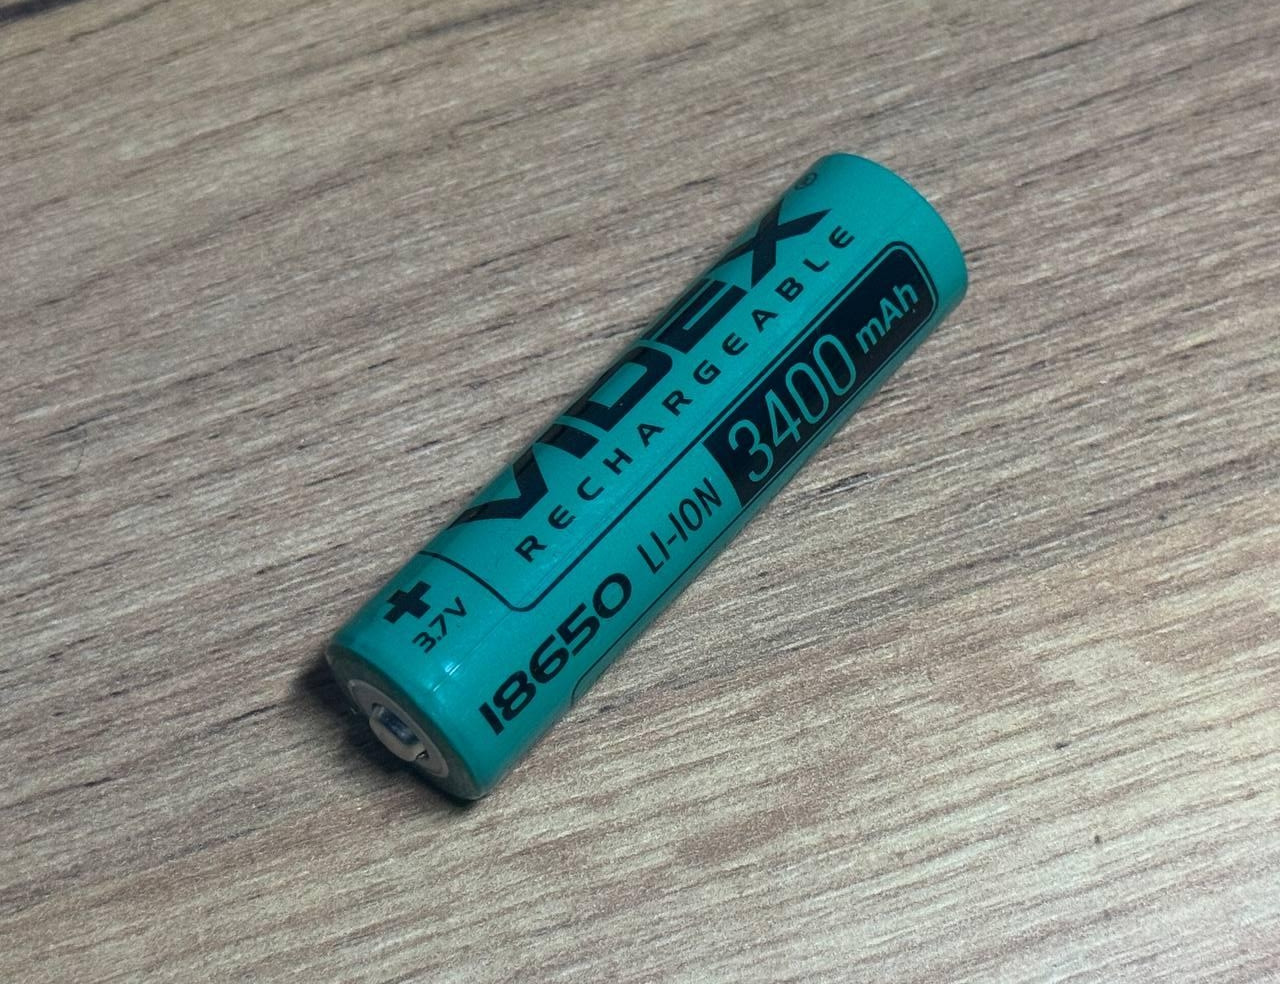 VIDEX®
RECHARGEABLE
+
3.7V
18650 LI-ION 3400 mAh